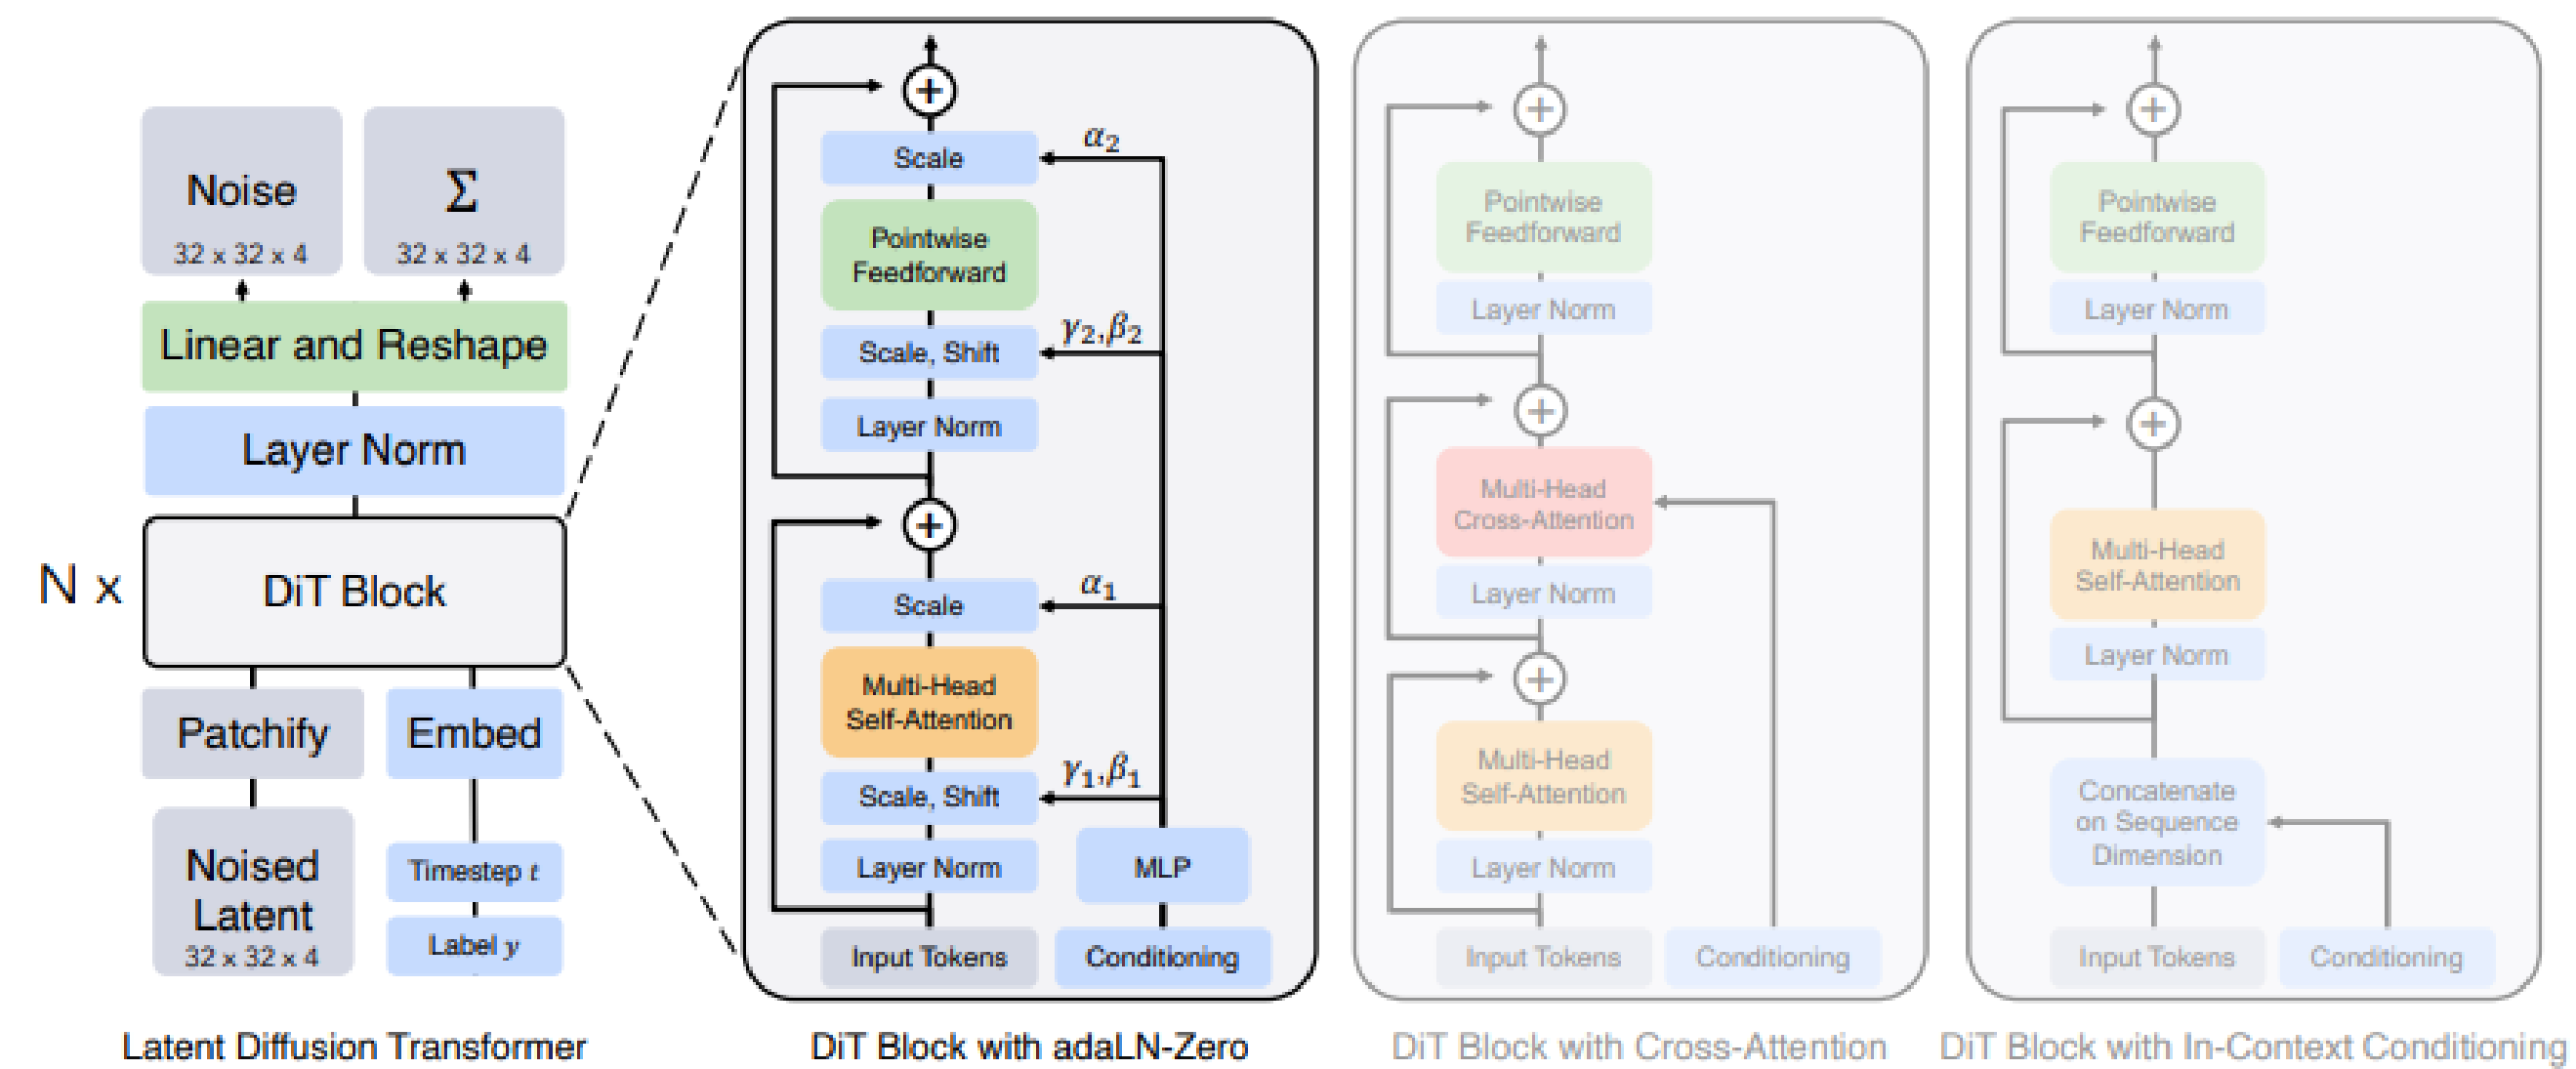 Noise
32 x 32 x 4
Σ
32 x 32 x 4
Linear and Reshape
Layer Norm
N x
DiT Block
Patchify
Embed
Noised
Latent
32 x 32 x 4
Timestep t
Label y
Latent Diffusion Transformer
+
Scale
α₂
Pointwise
Feedforward
Scale, Shift
γ₂,β₂
Layer Norm
+
Scale
α₁
Multi-Head
Self-Attention
Scale, Shift
γ₁,β₁
Layer Norm
MLP
Input Tokens
Conditioning
DiT Block with adaLN-Zero
+
Pointwise
Feedforward
Layer Norm
+
Multi-Head
Cross-Attention
Layer Norm
+
Multi-Head
Self-Attention
Layer Norm
Input Tokens
Conditioning
DiT Block with Cross-Attention
+
Pointwise
Feedforward
Layer Norm
+
Multi-Head
Self-Attention
Layer Norm
Concatenate
on Sequence
Dimension
Input Tokens
Conditioning
DiT Block with In-Context Conditioning